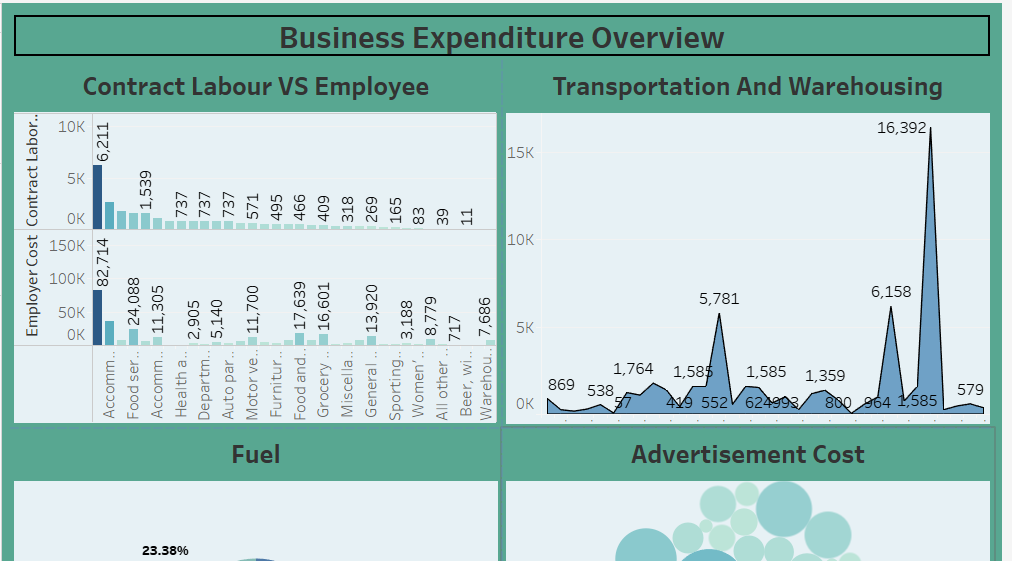 Business Expenditure Overview
Contract Labour VS Employee
Contract Labor..
10K
5K
0K
6,211
1,539
737
737
737
571
495
466
409
318
269
165
83
39
11
Employer Cost
150K
100K
50K
0K
82,714
24,088
11,305
2,905
5,140
11,700
17,639
16,601
13,920
3,188
8,779
717
7,686
Accomm..
Food ser..
Accomm..
Health a..
Departm..
Auto par..
Motor ve..
Furnitur..
Food and..
Grocery ..
Miscella..
General ..
Sporting..
Women’..
All other ..
Beer, wi..
Warehou..
Transportation And Warehousing
15K
10K
5K
0K
869
538
57
1,764
419
1,585
552
5,781
1,585
624
993
1,359
800
964
6,158
1,585
16,392
579
Fuel
23.38%
Advertisement Cost